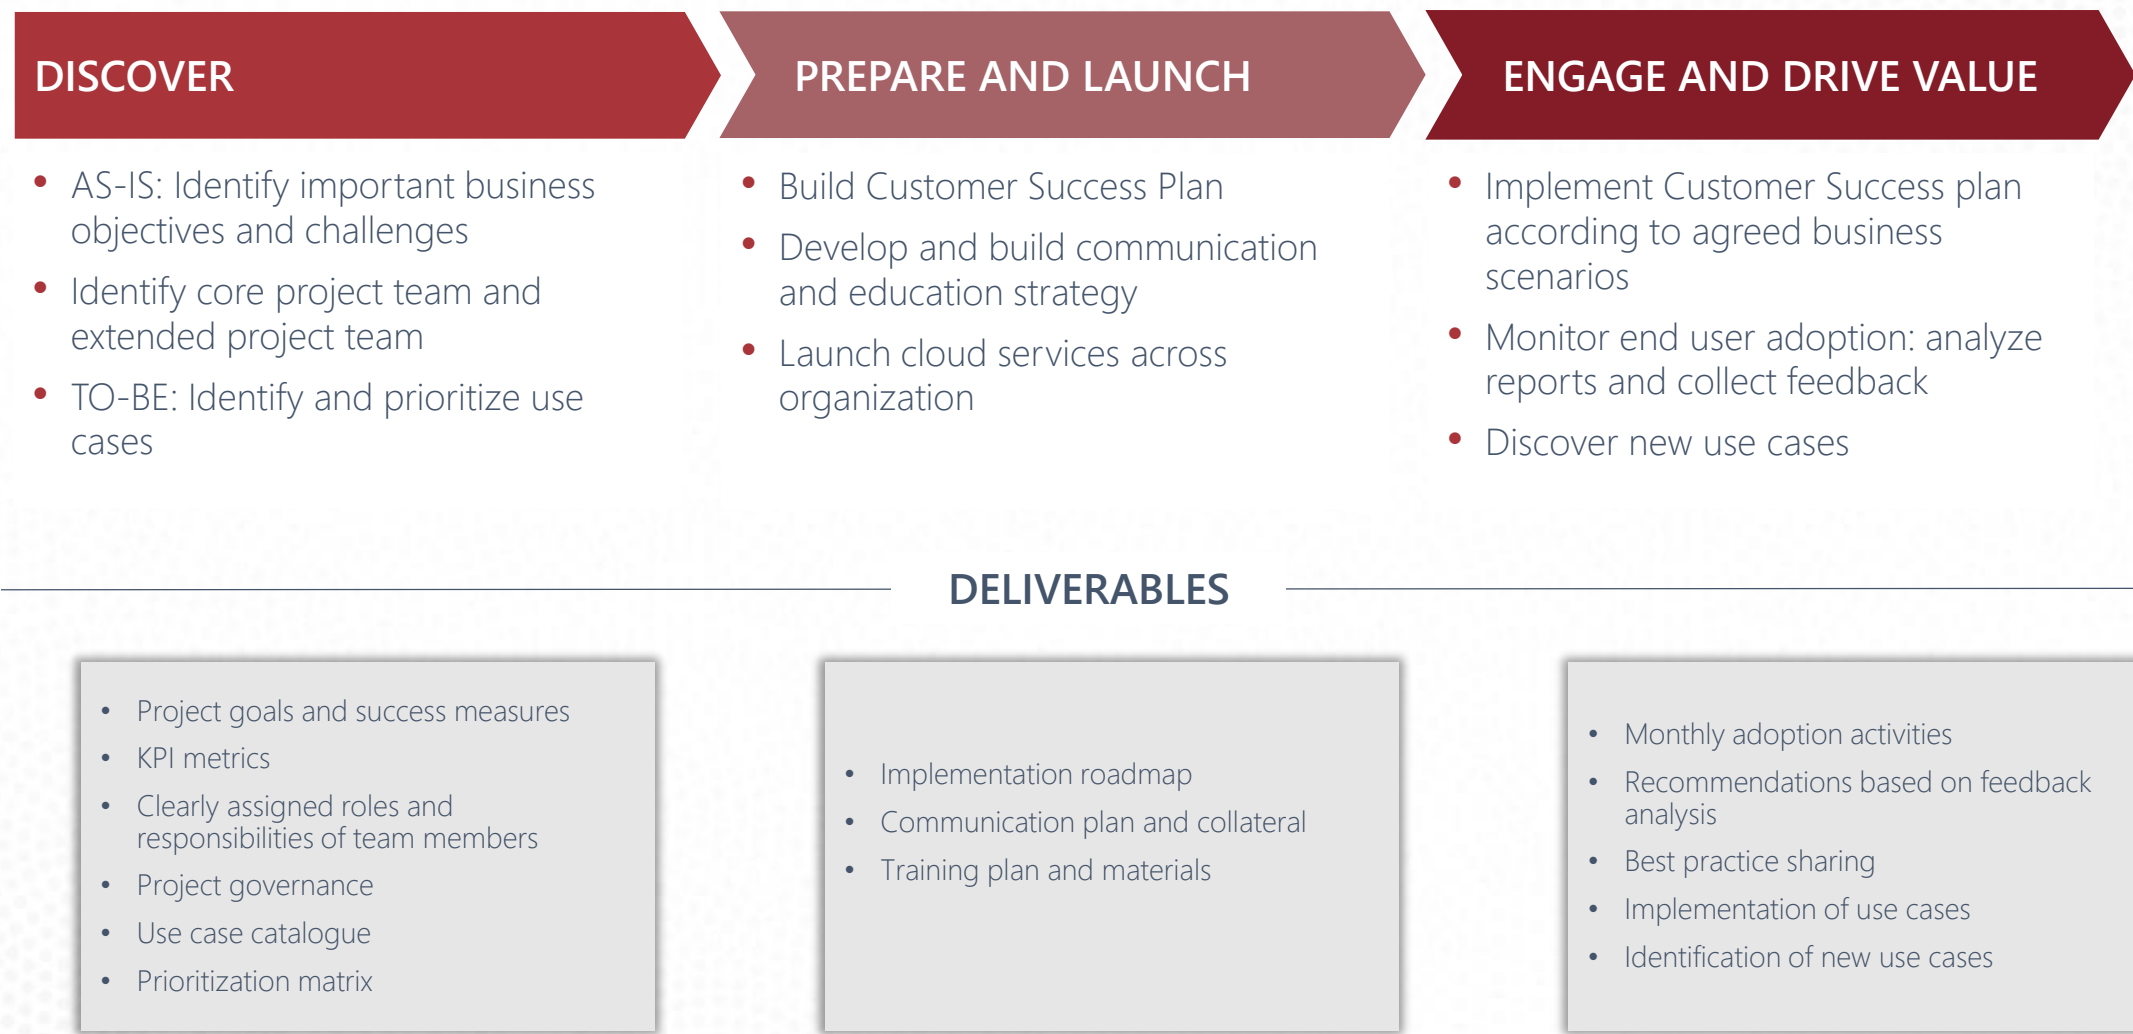 DISCOVER
• AS-IS: Identify important business
objectives and challenges
• Identify core project team and
extended project team
• TO-BE: Identify and prioritize use
cases
PREPARE AND LAUNCH
• Build Customer Success Plan
• Develop and build communication
and education strategy
• Launch cloud services across
organization
ENGAGE AND DRIVE VALUE
• Implement Customer Success plan
according to agreed business
scenarios
• Monitor end user adoption: analyze
reports and collect feedback
• Discover new use cases
DELIVERABLES
• Project goals and success measures
• KPI metrics
• Clearly assigned roles and
responsibilities of team members
• Project governance
• Use case catalogue
• Prioritization matrix
• Implementation roadmap
• Communication plan and collateral
• Training plan and materials
• Monthly adoption activities
• Recommendations based on feedback
analysis
• Best practice sharing
• Implementation of use cases
• Identification of new use cases